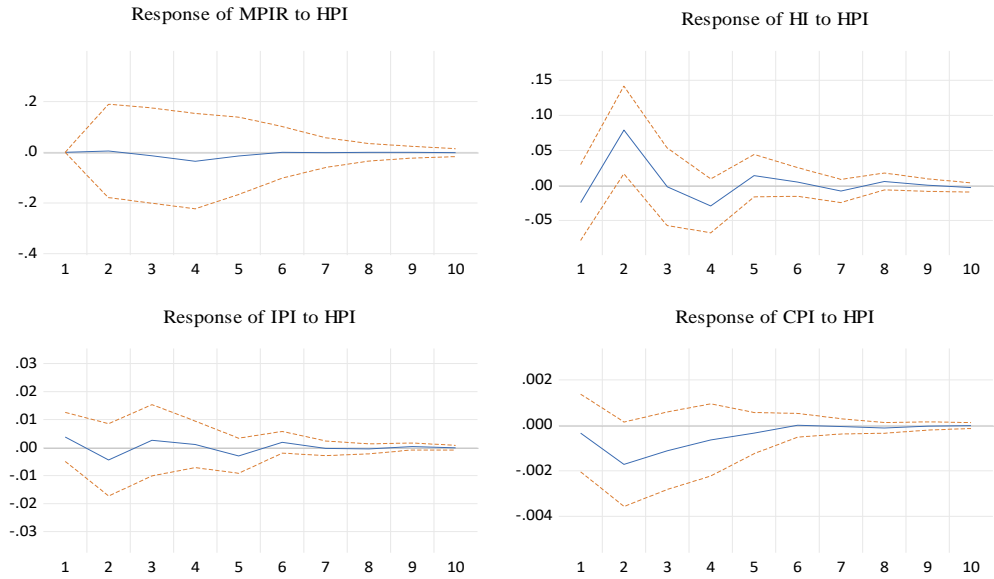 Response of MPIR to HPI
.2
.0
-.2
-.4
1 2 3 4 5 6 7 8 9 10
Response of HI to HPI
.15
.10
.05
.00
-.05
1 2 3 4 5 6 7 8 9 10
Response of IPI to HPI
.03
.02
.01
.00
-.01
-.02
-.03
1 2 3 4 5 6 7 8 9 10
Response of CPI to HPI
.002
.000
-.002
-.004
1 2 3 4 5 6 7 8 9 10